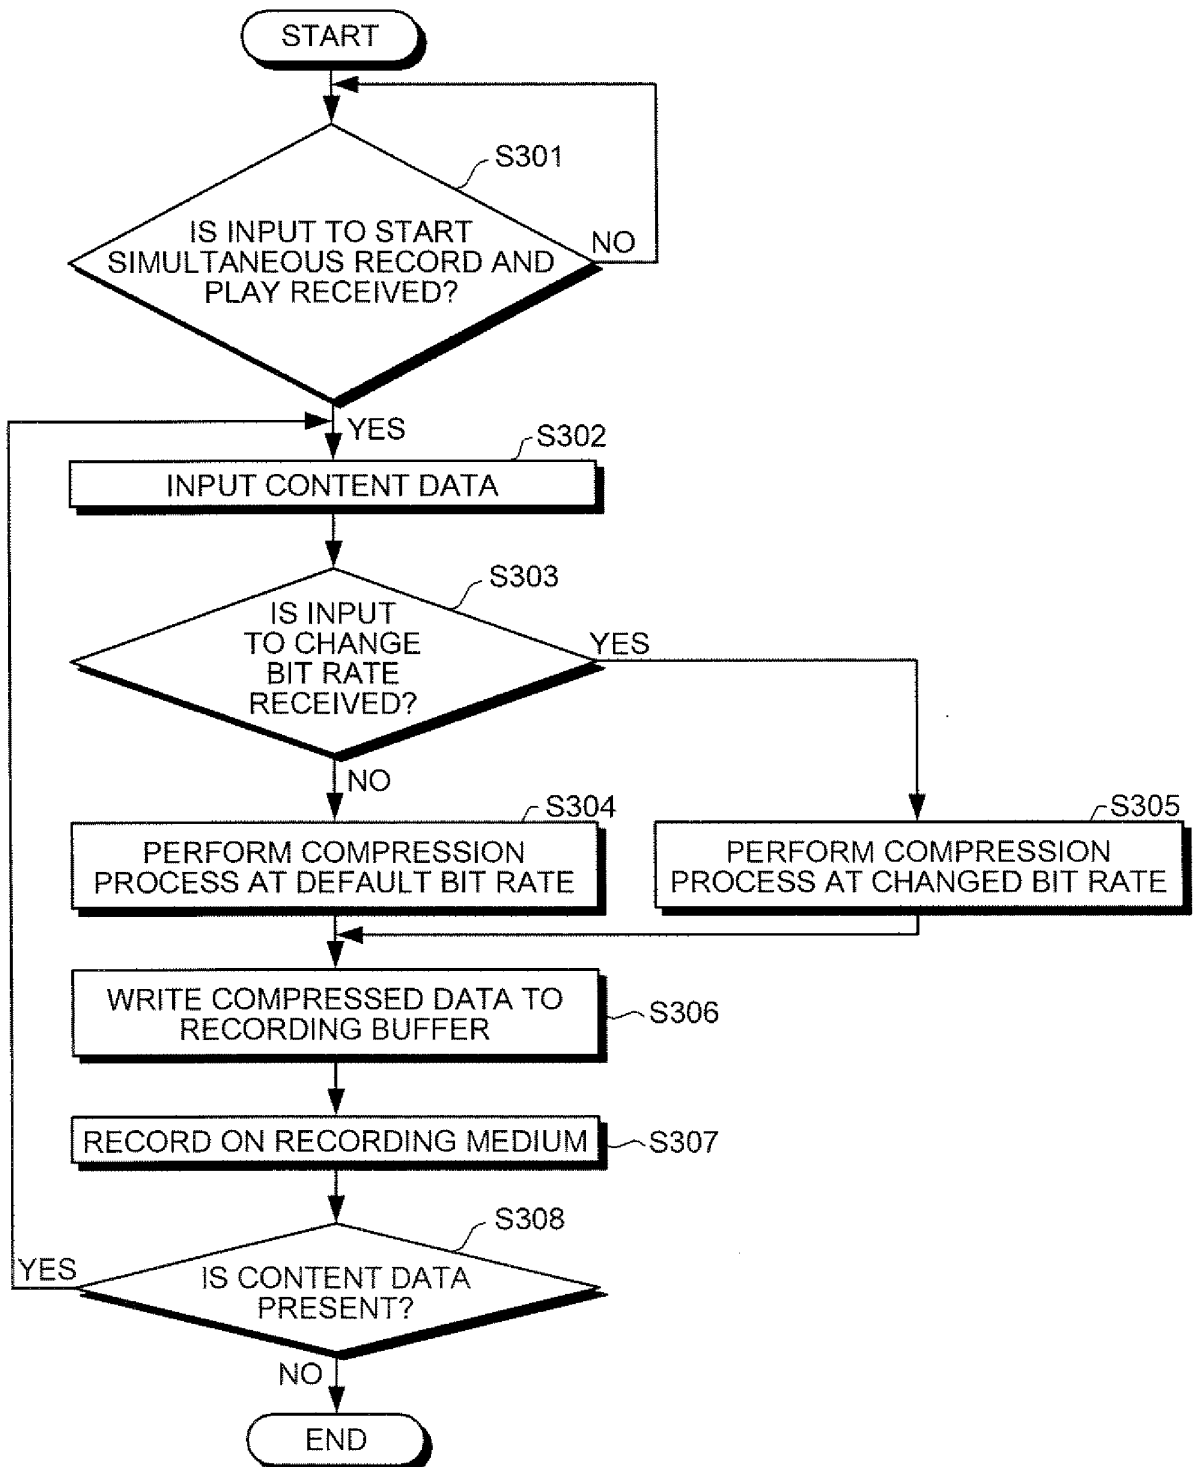 START
S301
IS INPUT TO START
SIMULTANEOUS RECORD AND
PLAY RECEIVED?
NO
YES
S302
INPUT CONTENT DATA
S303
IS INPUT
TO CHANGE
BIT RATE
RECEIVED?
YES
NO
S304
PERFORM COMPRESSION
PROCESS AT DEFAULT BIT RATE
S305
PERFORM COMPRESSION
PROCESS AT CHANGED BIT RATE
WRITE COMPRESSED DATA TO
RECORDING BUFFER
S306
RECORD ON RECORDING MEDIUM
S307
S308
YES
IS CONTENT DATA
PRESENT?
NO
END